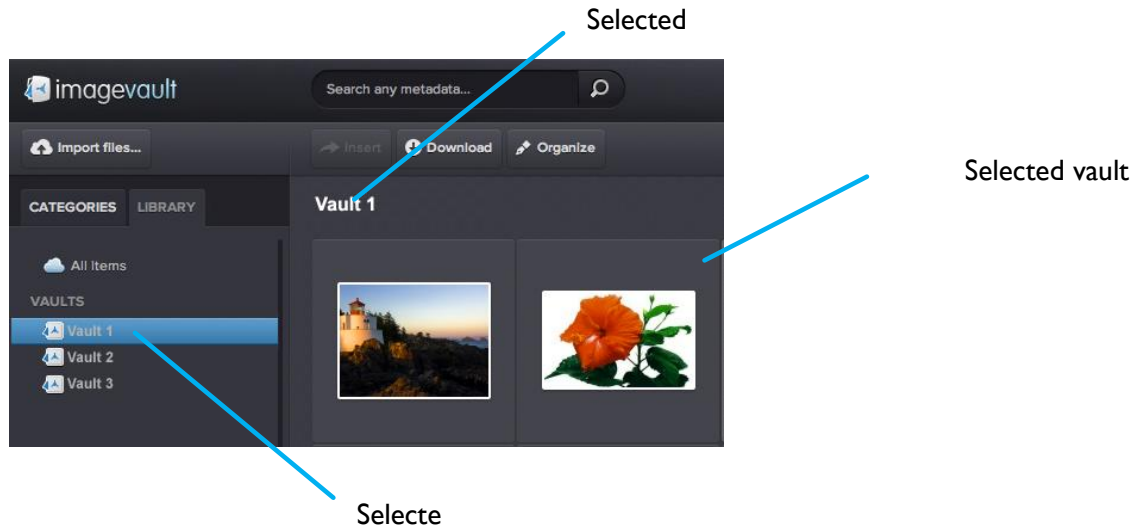 Selected
imagevault
Search any metadata...
Import files...
Insert
Download
Organize
Selected vault
CATEGORIES
LIBRARY
Vault 1
All Items
VAULTS
Vault 1
Vault 2
Vault 3
Selecte